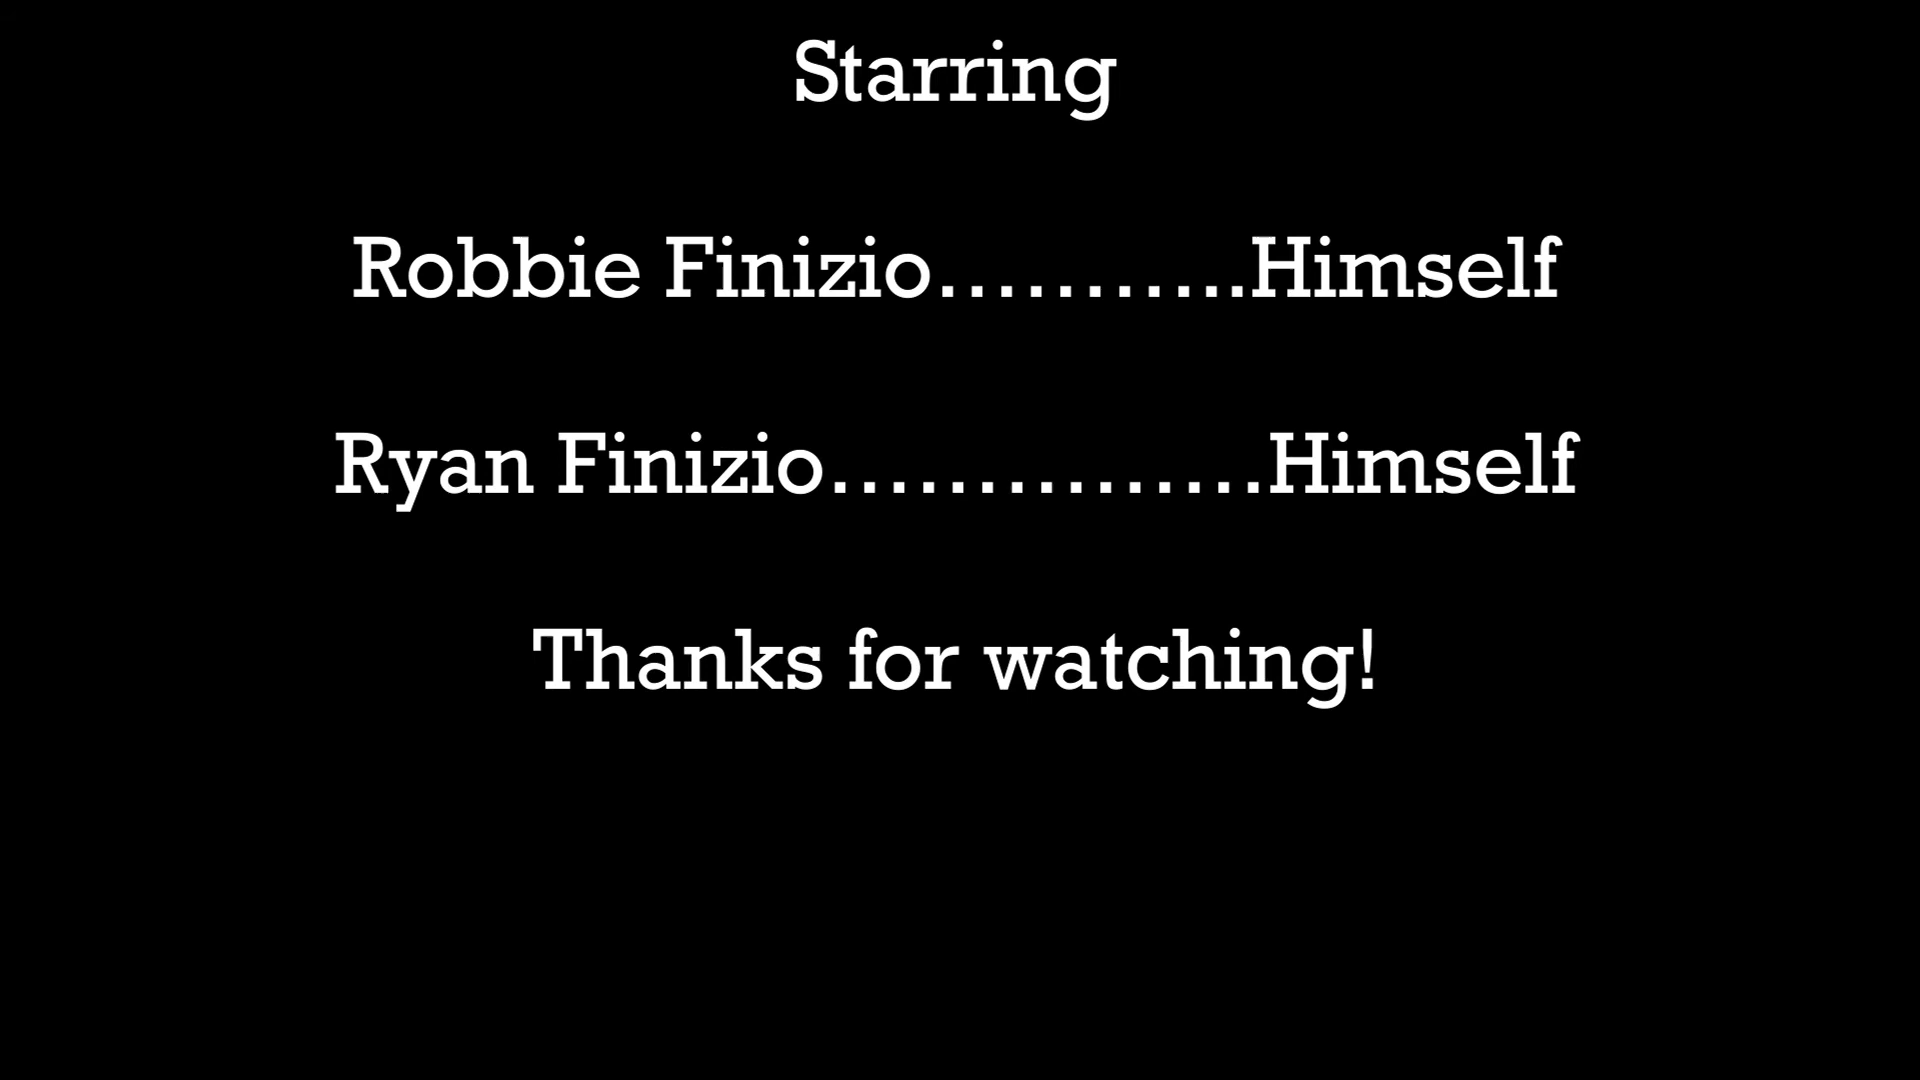 Starring
Robbie Finizio...........Himself
Ryan Finizio...............Himself
Thanks for watching!